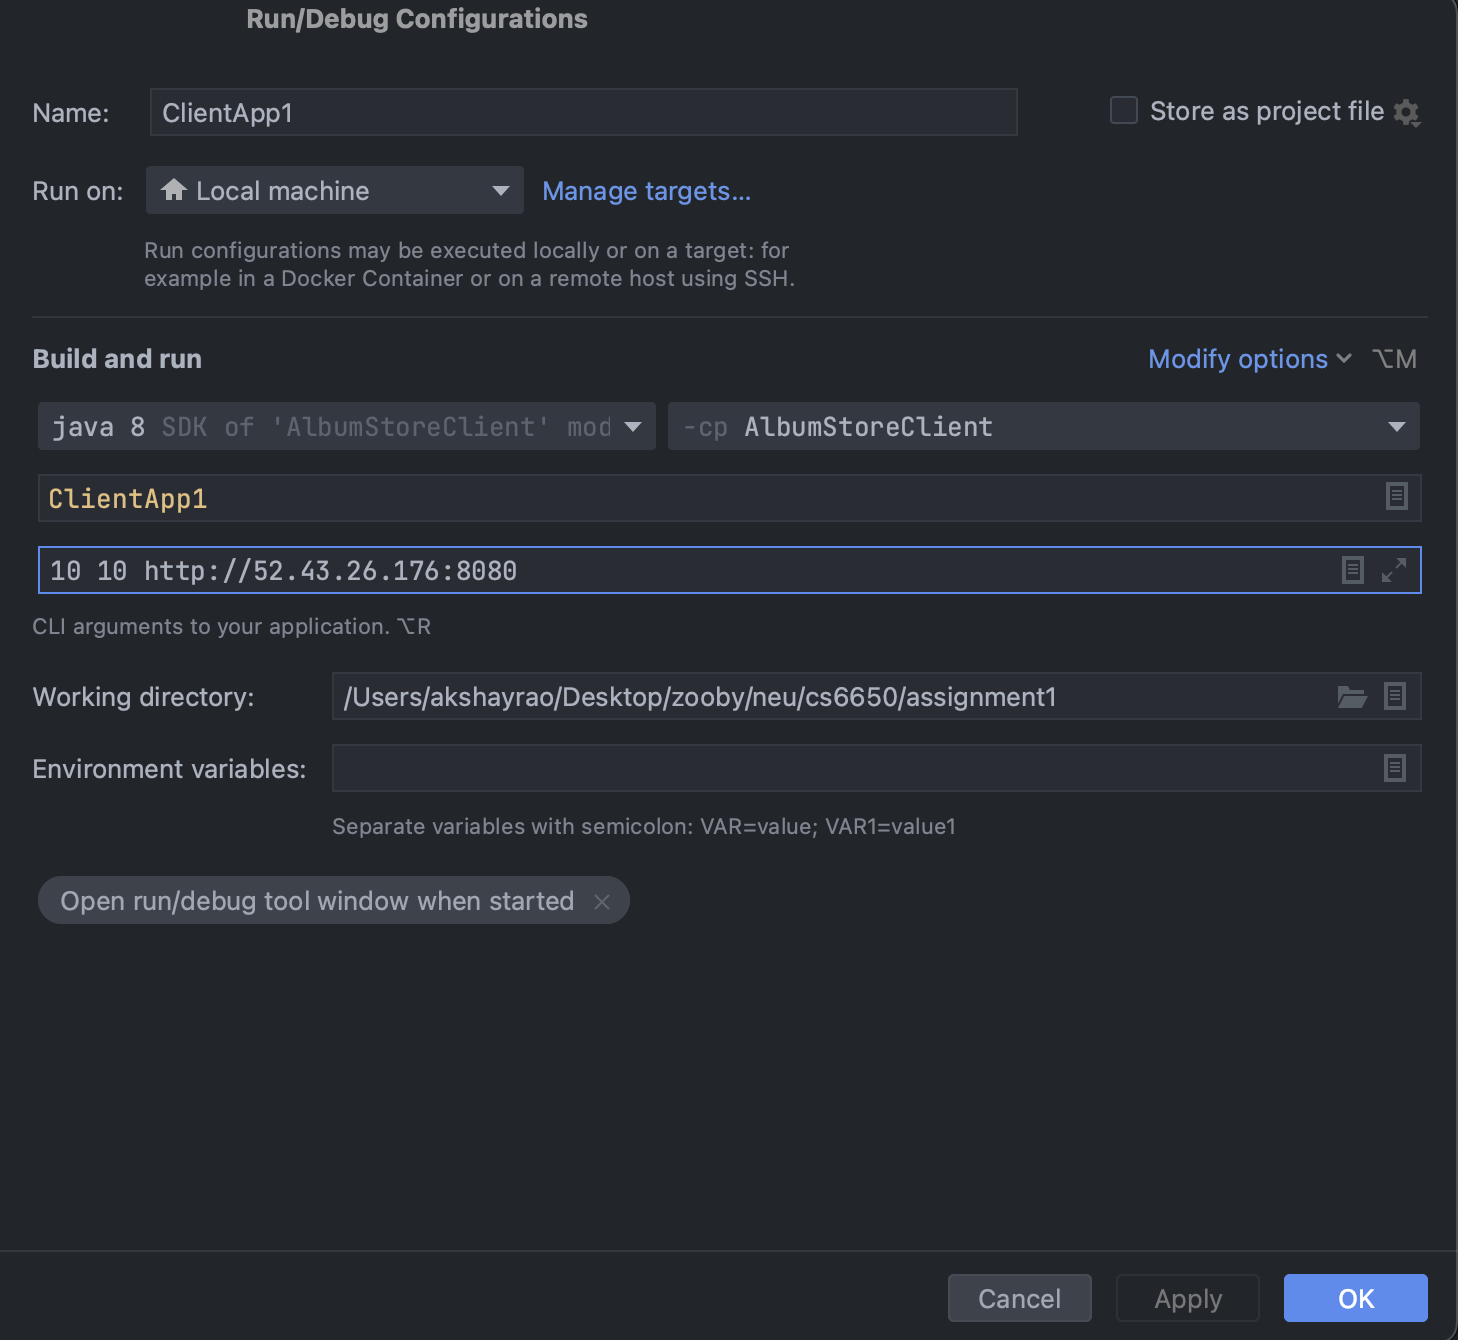 Run/Debug Configurations
Name: ClientApp1 Store as project file
Run on: Local machine Manage targets...
Run configurations may be executed locally or on a target: for
example in a Docker Container or on a remote host using SSH.
Build and run Modify options ⌥M
java 8 SDK of 'AlbumStoreClient' mod -cp AlbumStoreClient
ClientApp1
10 10 http://52.43.26.176:8080
CLI arguments to your application. ⌥R
Working directory: /Users/akshayrao/Desktop/zooby/neu/cs6650/assignment1
Environment variables:
Separate variables with semicolon: VAR=value; VAR1=value1
Open run/debug tool window when started ×
Cancel Apply OK